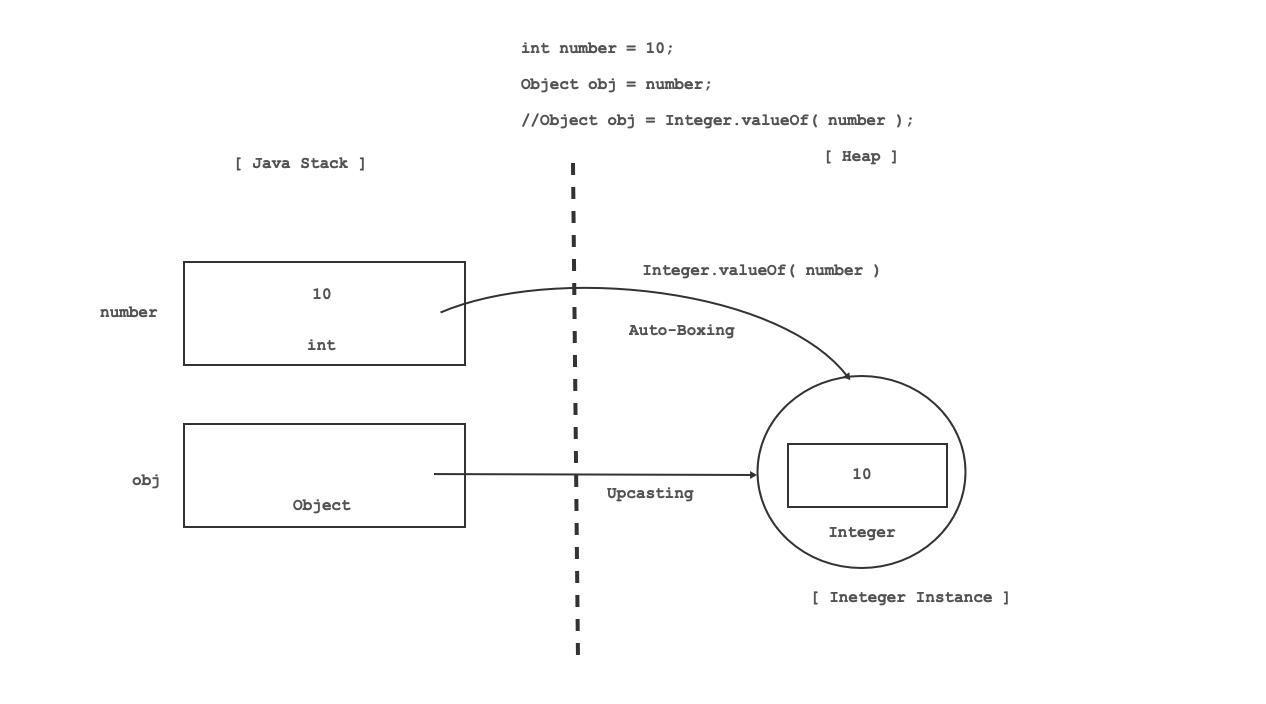 int number = 10;
Object obj = number;
//Object obj = Integer.valueOf( number );
[ Java Stack ]
[ Heap ]
Integer.valueOf( number )
10
number
Auto-Boxing
int
obj
10
Upcasting
Object
Integer
[ Ineteger Instance ]